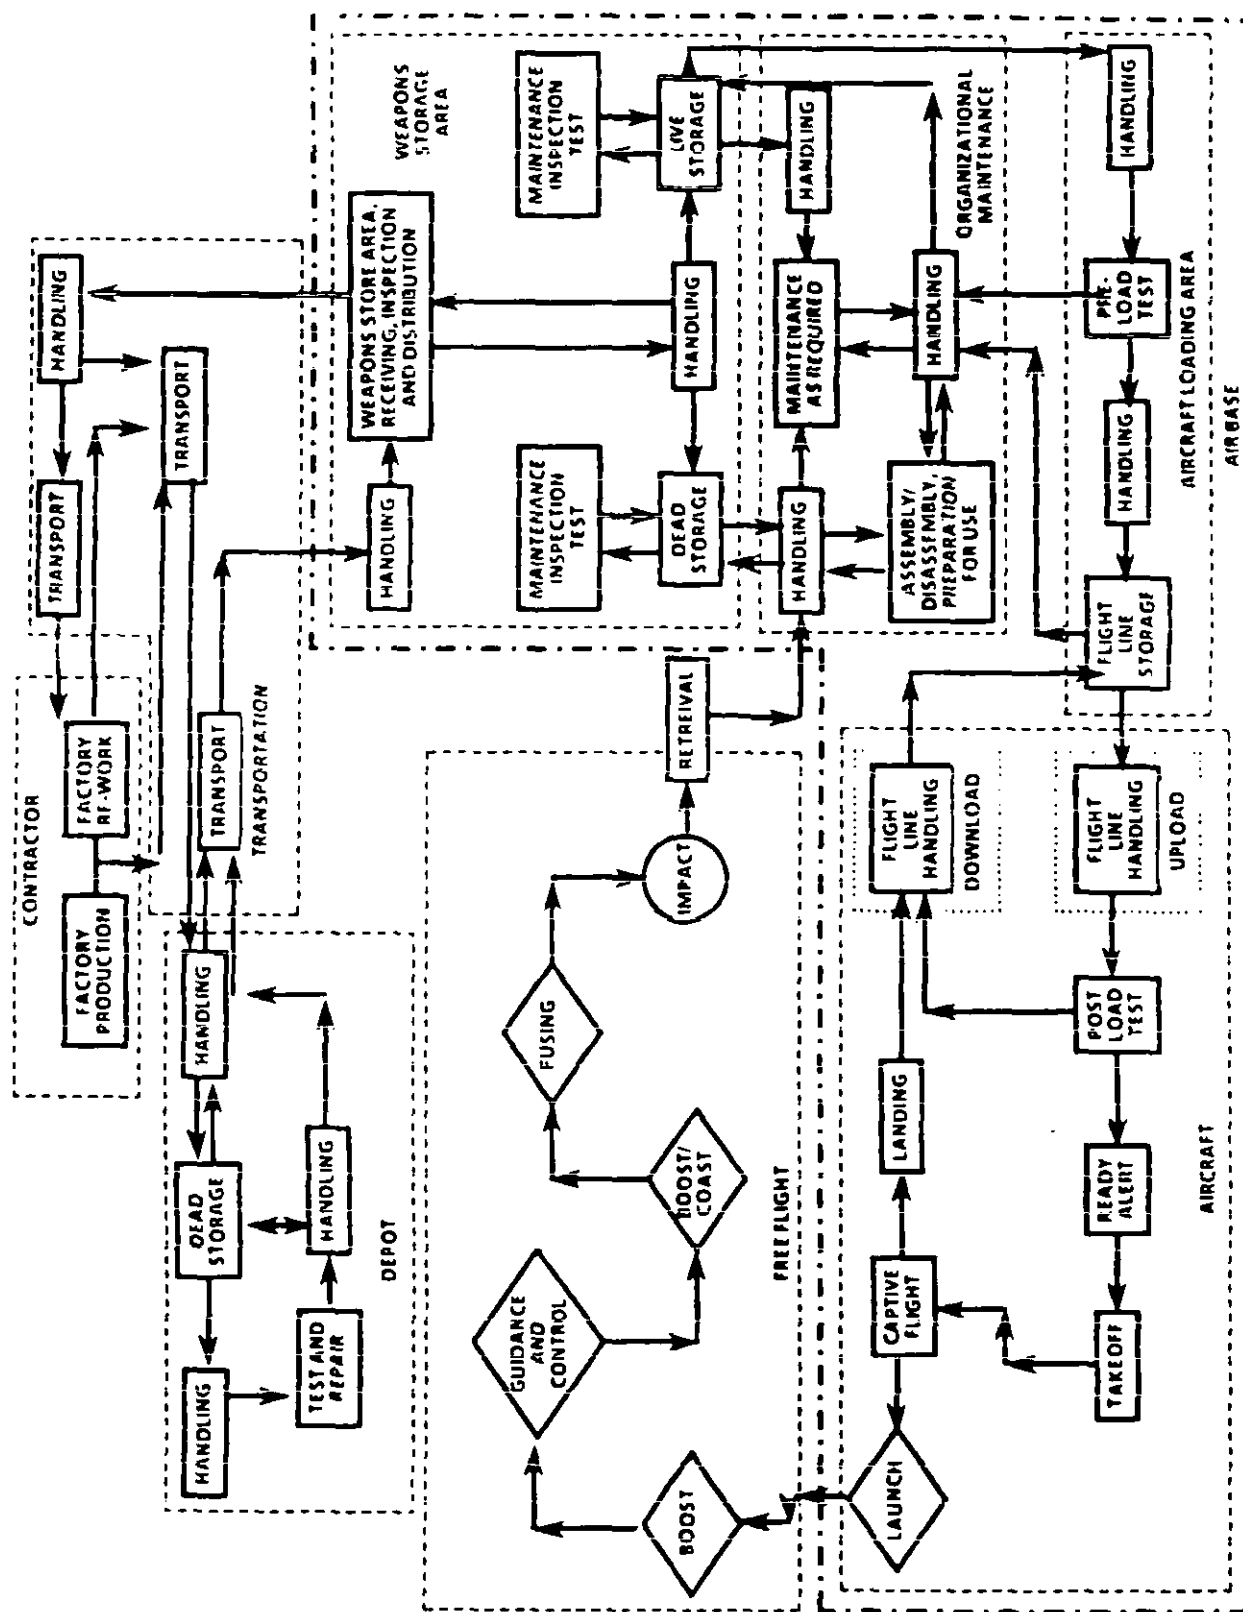 CONTRACTOR
FACTORY
PRODUCTION
FACTORY
RE-WORK
TRANSPORT
HANDLING
TRANSPORT
TRANSPORT
TRANSPORTATION
HANDLING
DEAD
STORAGE
HANDLING
TEST AND
REPAIR
HANDLING
DEPOT
WEAPONS
STORAGE
AREA
HANDLING
WEAPONS STORE AREA,
RECEIVING, INSPECTION
AND DISTRIBUTION
MAINTENANCE
INSPECTION
TEST
MAINTENANCE
INSPECTION
TEST
DEAD
STORAGE
HANDLING
LIVE
STORAGE
HANDLING
MAINTENANCE
AS REQUIRED
HANDLING
ASSEMBLY/
DISASSEMBLY,
PREPARATION
FOR USE
HANDLING
ORGANIZATIONAL
MAINTENANCE
FLIGHT
LINE
STORAGE
HANDLING
PRE-
LOAD
TEST
HANDLING
AIRCRAFT LOADING AREA
AIR BASE
BOOST
GUIDANCE
AND
CONTROL
BOOST/
COAST
FUSING
IMPACT
RETREIVAL
FREE FLIGHT
LAUNCH
CAPTIVE
FLIGHT
LANDING
FLIGHT
LINE
HANDLING
DOWNLOAD
TAKEOFF
READY
ALERT
POST
LOAD
TEST
FLIGHT
LINE
HANDLING
UPLOAD
AIRCRAFT